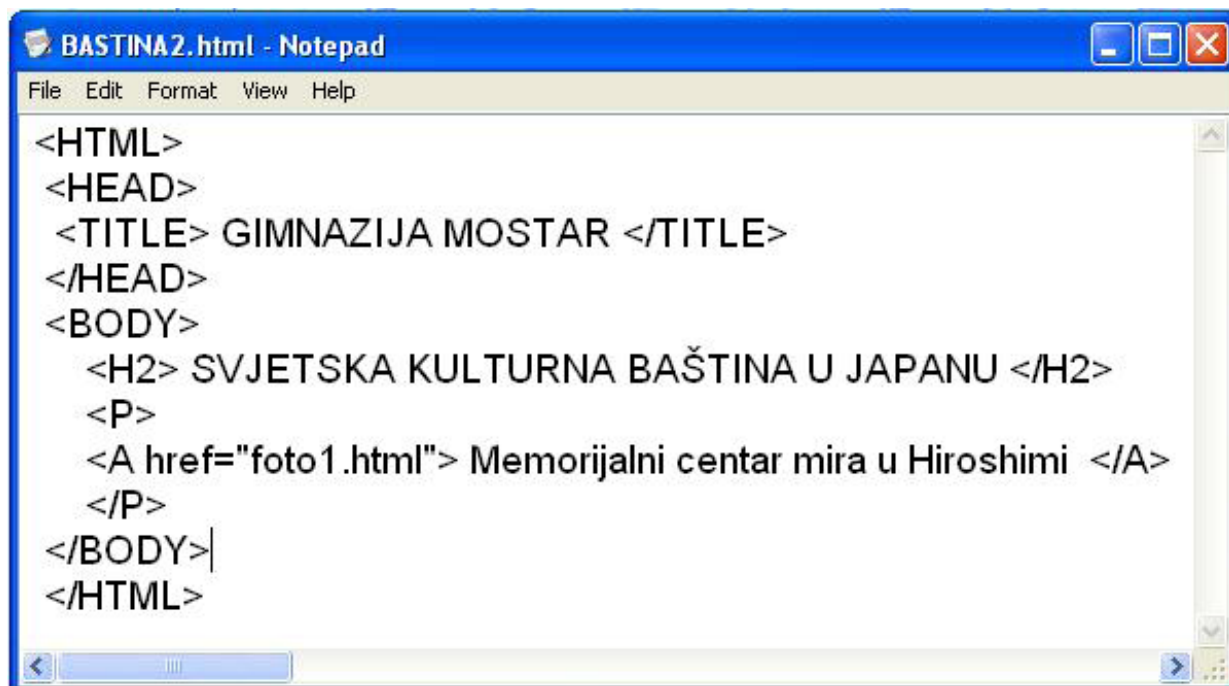 BASTINA2.html - Notepad
File Edit Format View Help
<HTML>
<HEAD>
<TITLE> GIMNAZIJA MOSTAR </TITLE>
</HEAD>
<BODY>
<H2> SVJETSKA KULTURNA BAŠTINA U JAPANU </H2>
<P>
<A href="foto1.html"> Memorijalni centar mira u Hiroshimi </A>
</P>
</BODY>
</HTML>